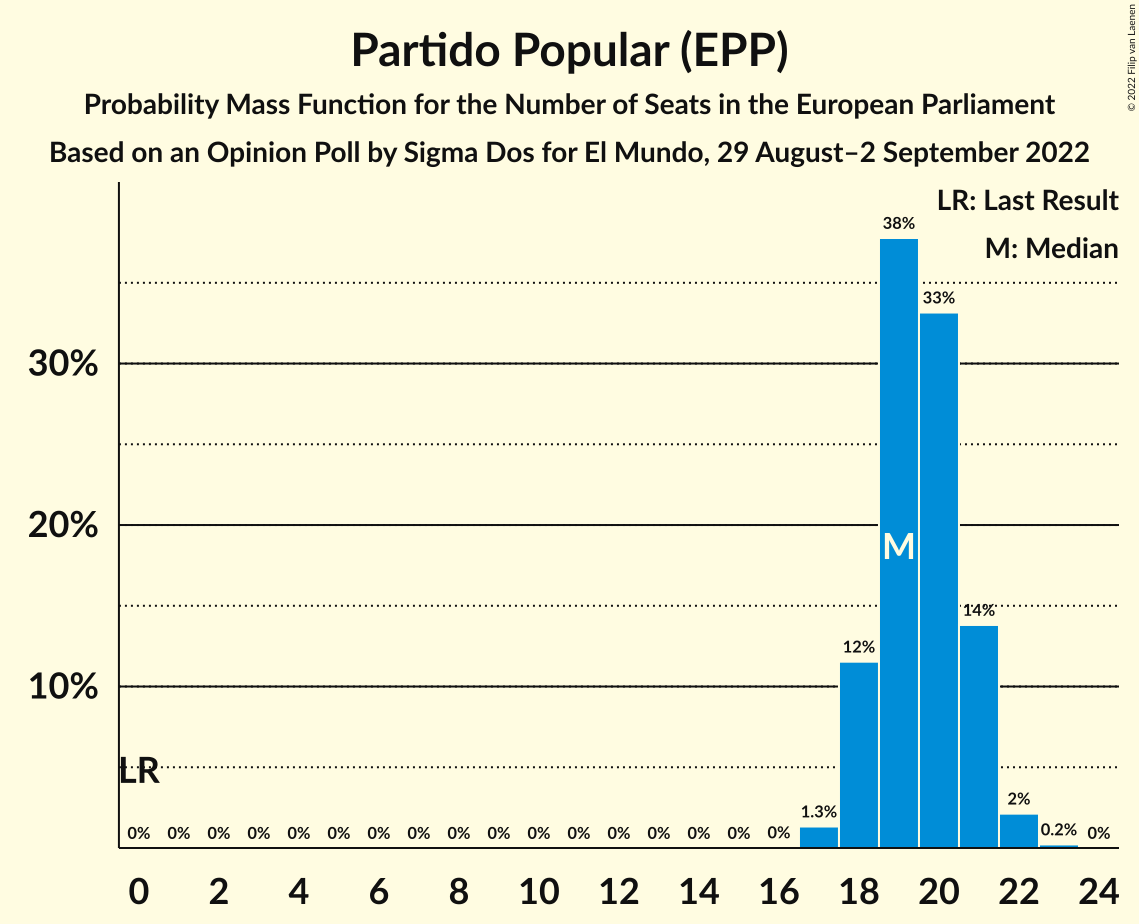 Partido Popular (EPP)
Probability Mass Function for the Number of Seats in the European Parliament
Based on an Opinion Poll by Sigma Dos for El Mundo, 29 August–2 September 2022
© 2022 Filip van Laenen
LR: Last Result
M: Median
38%
33%
30%
20%
M
14%
12%
10%
LR
1.3%
2%
0.2%
0% 0% 0% 0% 0% 0% 0% 0% 0% 0% 0% 0% 0% 0% 0% 0% 0% 0%
0 2 4 6 8 10 12 14 16 18 20 22 24